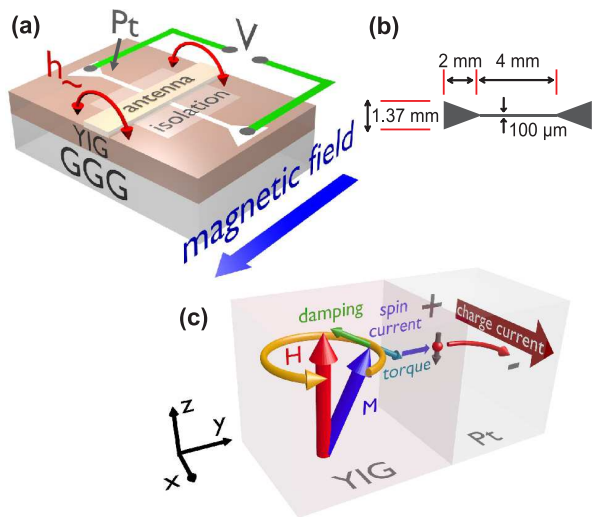 (a)
Pt
V
h~
antenna
isolation
YIG
GGG
magnetic field
(b)
2 mm
4 mm
1.37 mm
100 µm
(c)
damping
spin
current
+
charge current
H
torque
-
M
z
y
x
YIG
Pt